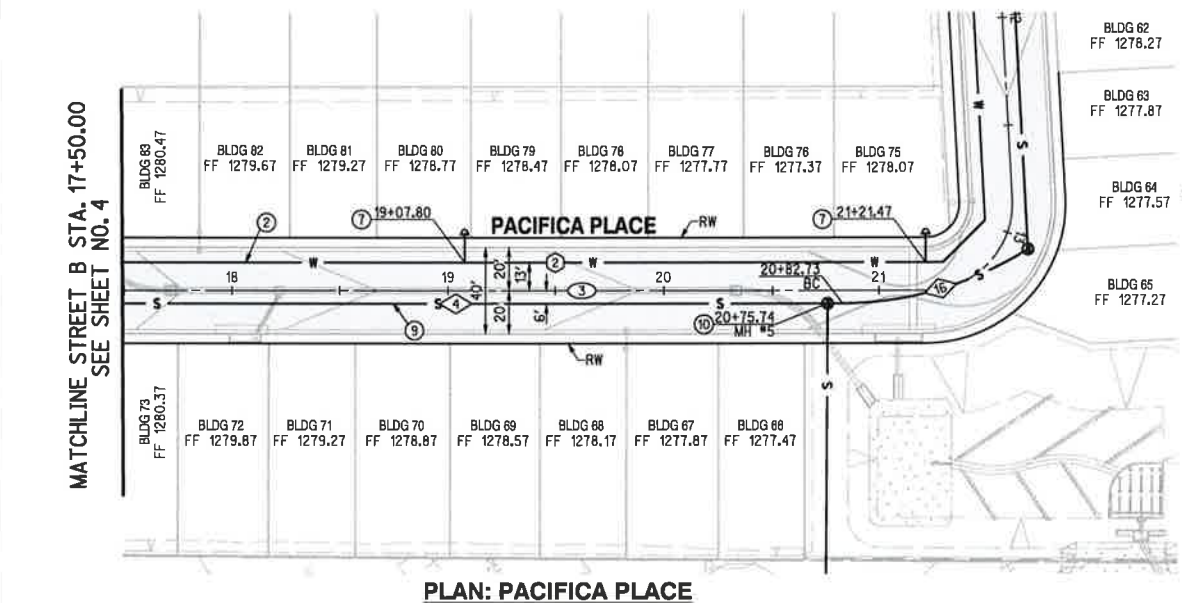 BLDG 62
FF 1278.27
BLDG 63
FF 1277.87
BLDG 64
FF 1277.57
BLDG 65
FF 1277.27
MATCHLINE STREET B STA. 17+50.00
SEE SHEET NO. 4
BLDG 83
FF 1280.47
BLDG 82
FF 1279.67
BLDG 81
FF 1279.27
BLDG 80
FF 1278.77
BLDG 79
FF 1278.47
BLDG 78
FF 1278.07
BLDG 77
FF 1277.77
BLDG 76
FF 1277.37
BLDG 75
FF 1278.07
W
S
2
7
19+07.80
PACIFICA PLACE
RW
7
21+21.47
W
2
W
W
18
19
20
21
20'
13'
40'
20'
6'
3
20+82.73
BC
16
S
S
S
4
S
9
10
20+75.74
MH #5
RW
S
BLDG 73
FF 1280.37
BLDG 72
FF 1279.87
BLDG 71
FF 1279.27
BLDG 70
FF 1278.87
BLDG 69
FF 1278.57
BLDG 68
FF 1278.17
BLDG 67
FF 1277.87
BLDG 66
FF 1277.47
PLAN: PACIFICA PLACE